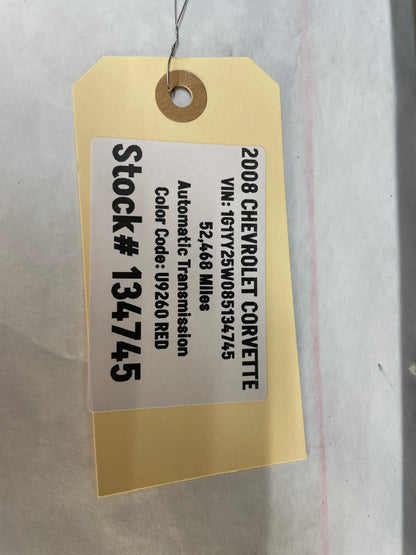 2008 CHEVROLET CORVETTE
VIN: 1G1YY25W085134745
52,468 Miles
Automatic Transmission
Color Code: U9260 RED
Stock# 134745